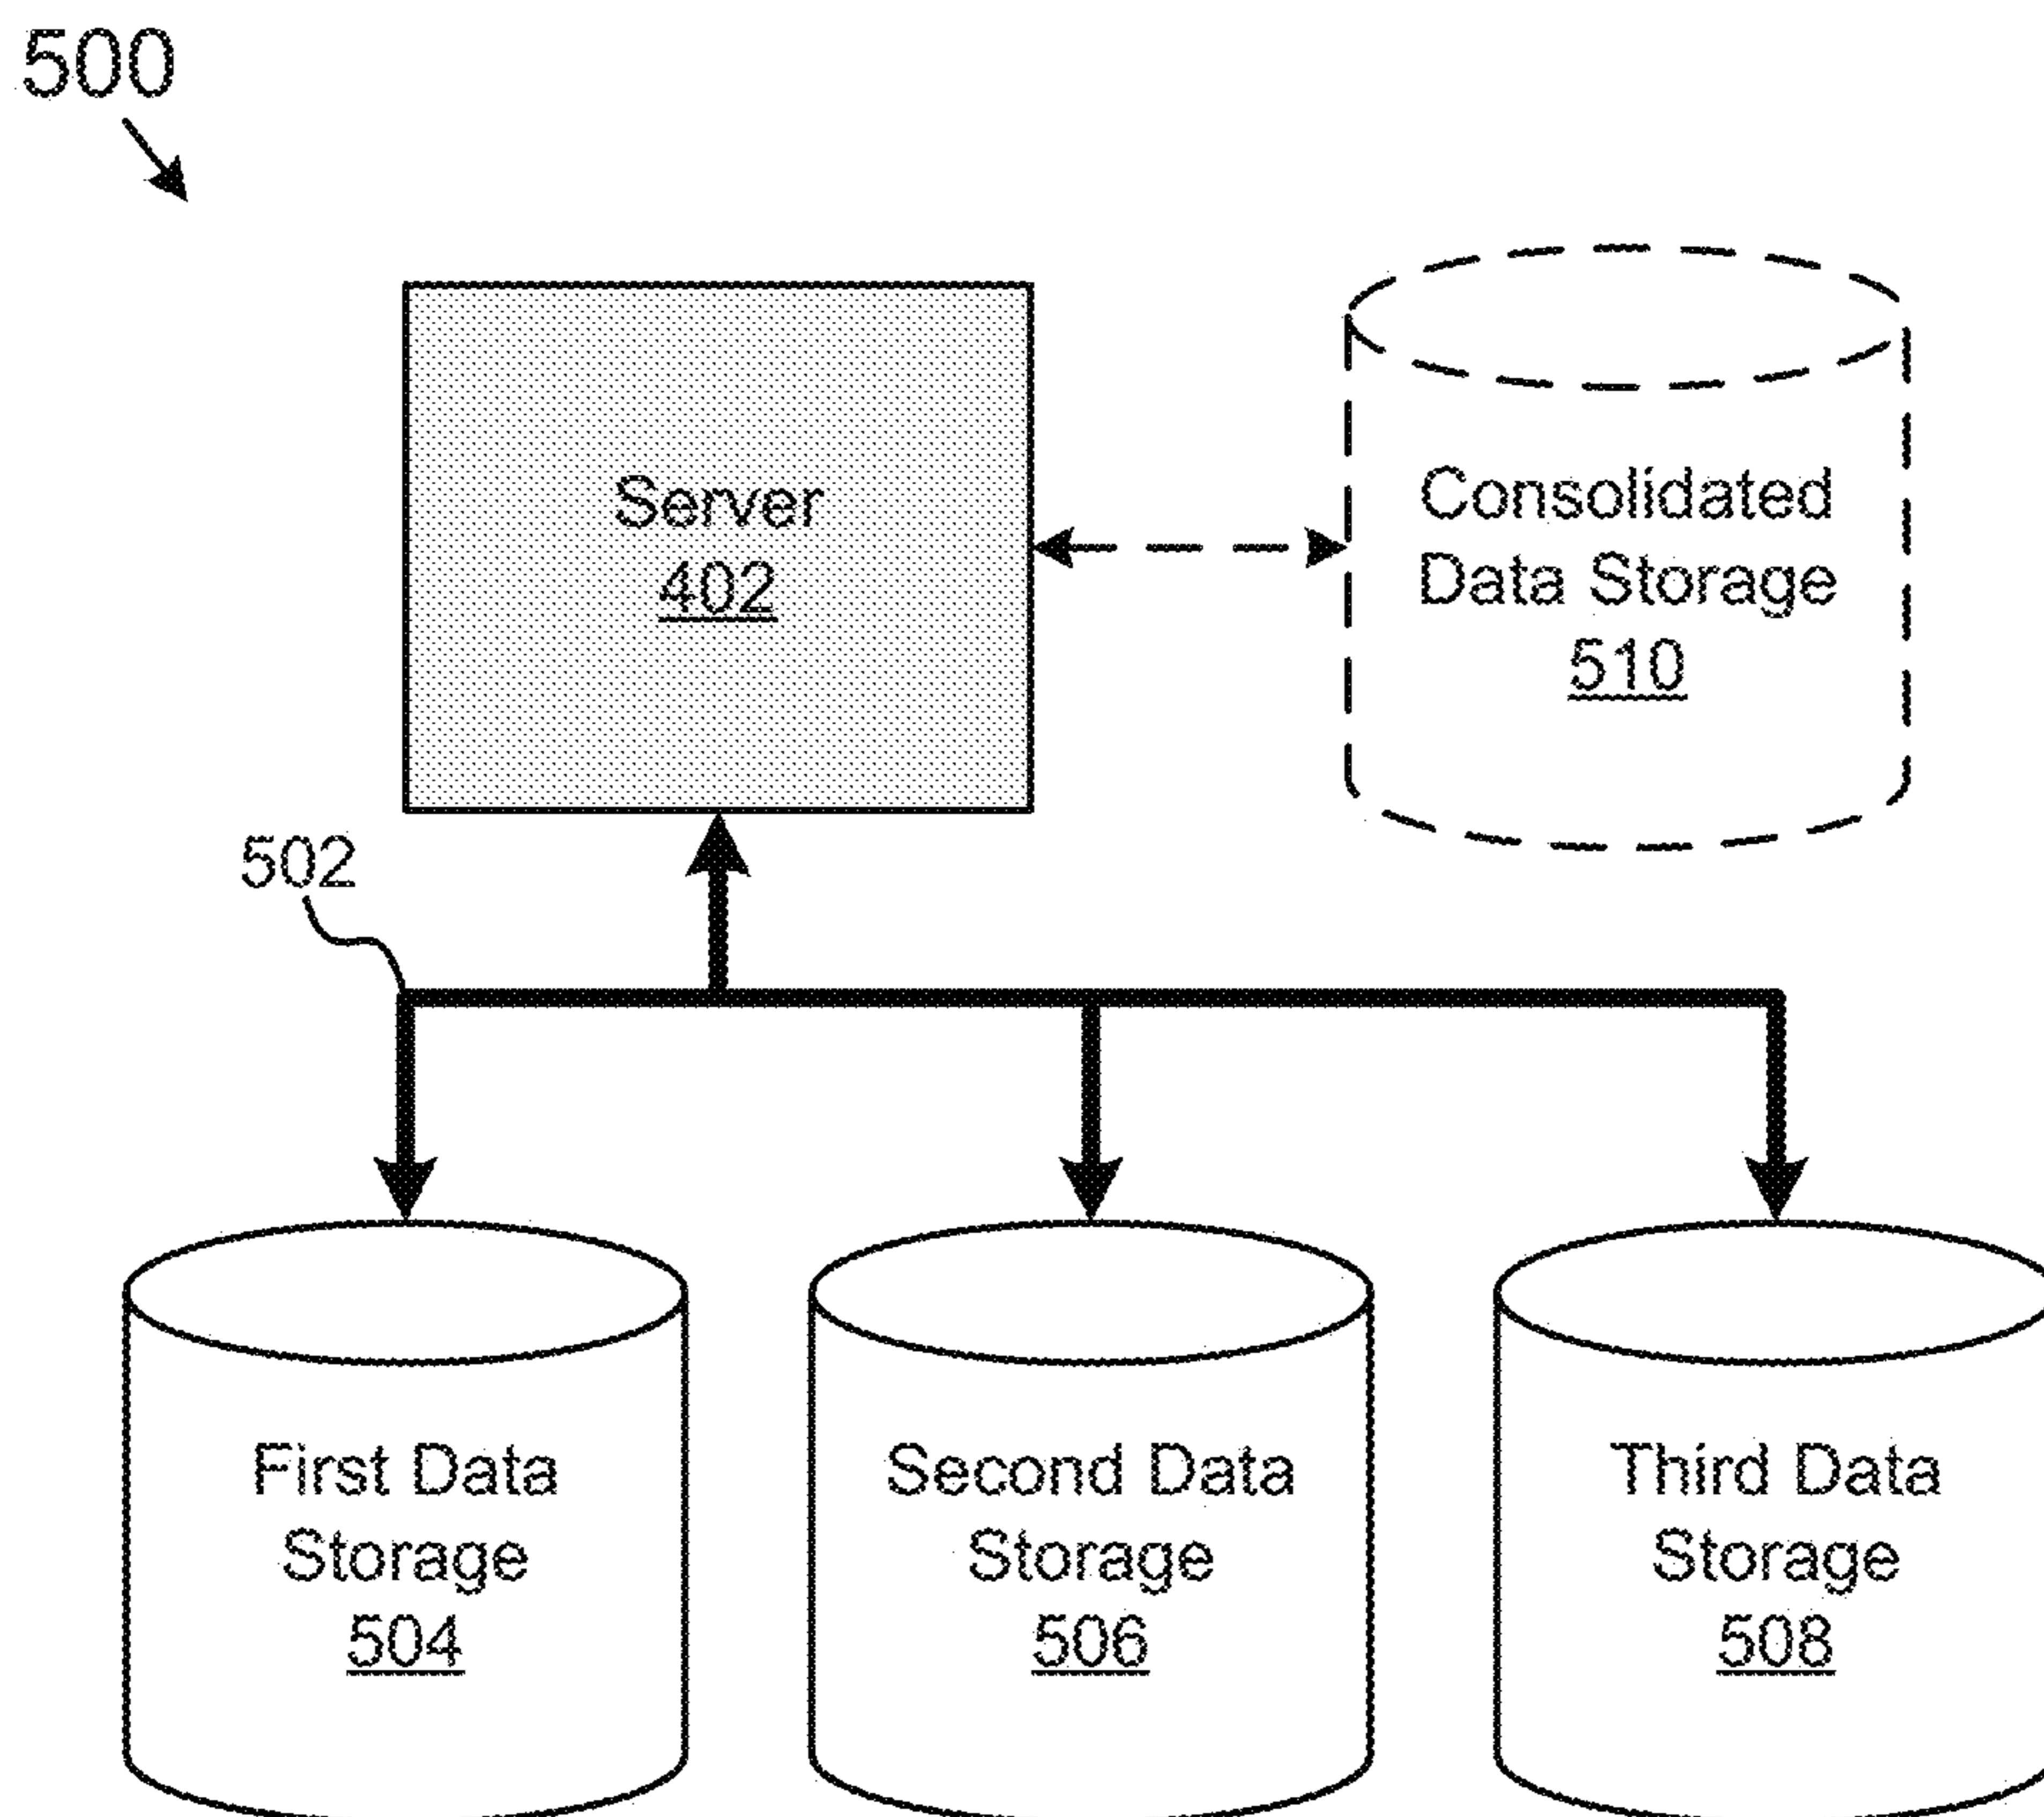 500
Server
402
Consolidated
Data Storage
510
502
First Data
Storage
504
Second Data
Storage
506
Third Data
Storage
508